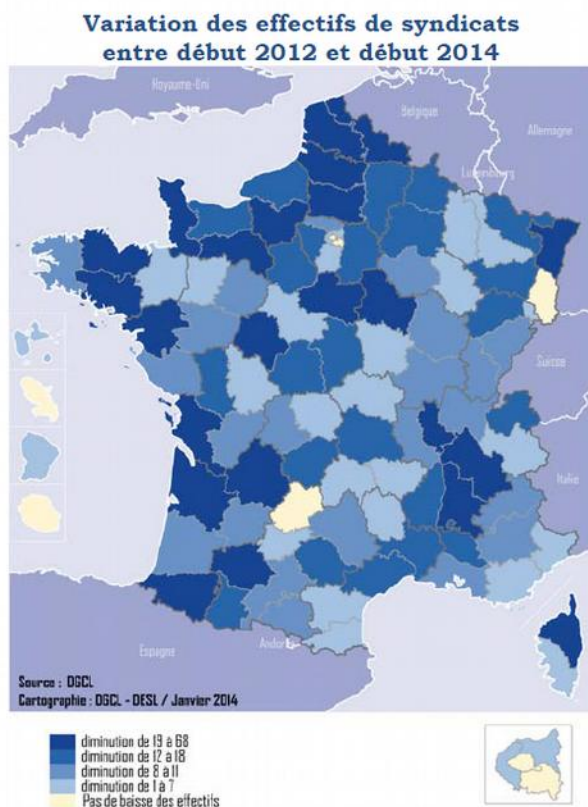 Variation des effectifs de syndicats
entre début 2012 et début 2014
Royaume-Uni
Belgique
Allemagne
Luxembourg
Suisse
Italie
Espagne
Andorre
Source : DGCL
Cartographie : DGCL - DESL / Janvier 2014
diminution de 19 à 68
diminution de 12 à 18
diminution de 8 à 11
diminution de 1 à 7
Pas de baisse des effectifs